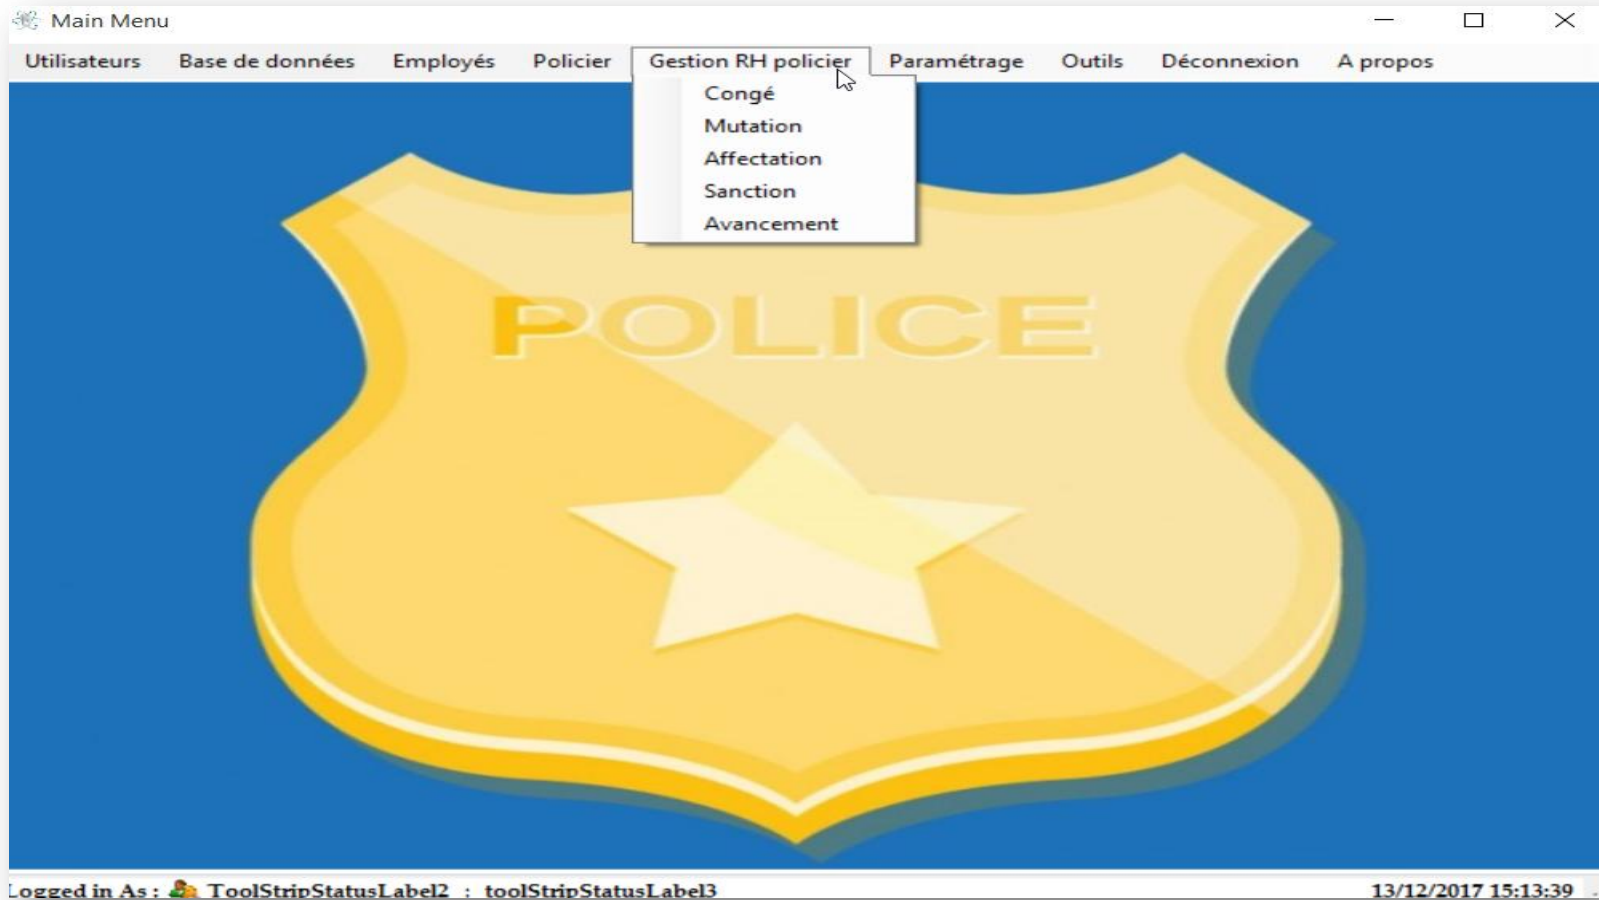 Main Menu
Utilisateurs Base de données Employés Policier Gestion RH policier Paramétrage Outils Déconnexion A propos
Congé
Mutation
Affectation
Sanction
Avancement
POLICE
Logged in As : ToolStripStatusLabel2 : toolStripStatusLabel3 13/12/2017 15:13:39